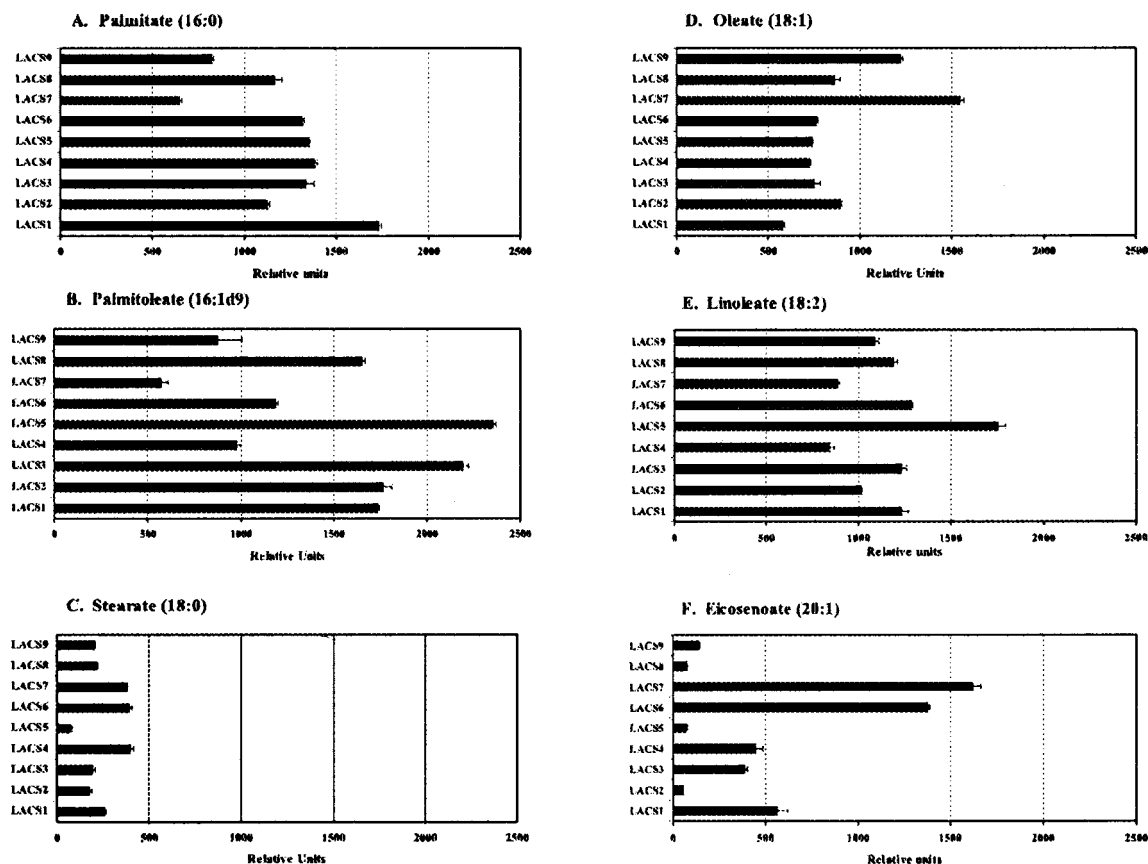 A. Palmitate (16:0)
LACS9
LACS8
LACS7
LACS6
LACS5
LACS4
LACS3
LACS2
LACS1
0 500 1000 1500 2000 2500
Relative units
B. Palmitoleate (16:1d9)
LACS9
LACS8
LACS7
LACS6
LACS5
LACS4
LACS3
LACS2
LACS1
0 500 1000 1500 2000 2500
Relative Units
C. Stearate (18:0)
LACS9
LACS8
LACS7
LACS6
LACS5
LACS4
LACS3
LACS2
LACS1
0 500 1000 1500 2000 2500
Relative Units
D. Oleate (18:1)
LACS9
LACS8
LACS7
LACS6
LACS5
LACS4
LACS3
LACS2
LACS1
0 500 1000 1500 2000 2500
Relative Units
E. Linoleate (18:2)
LACS9
LACS8
LACS7
LACS6
LACS5
LACS4
LACS3
LACS2
LACS1
0 500 1000 1500 2000 2500
Relative units
F. Eicosenoate (20:1)
LACS9
LACS8
LACS7
LACS6
LACS5
LACS4
LACS3
LACS2
LACS1
0 500 1000 1500 2000 2500
Relative units